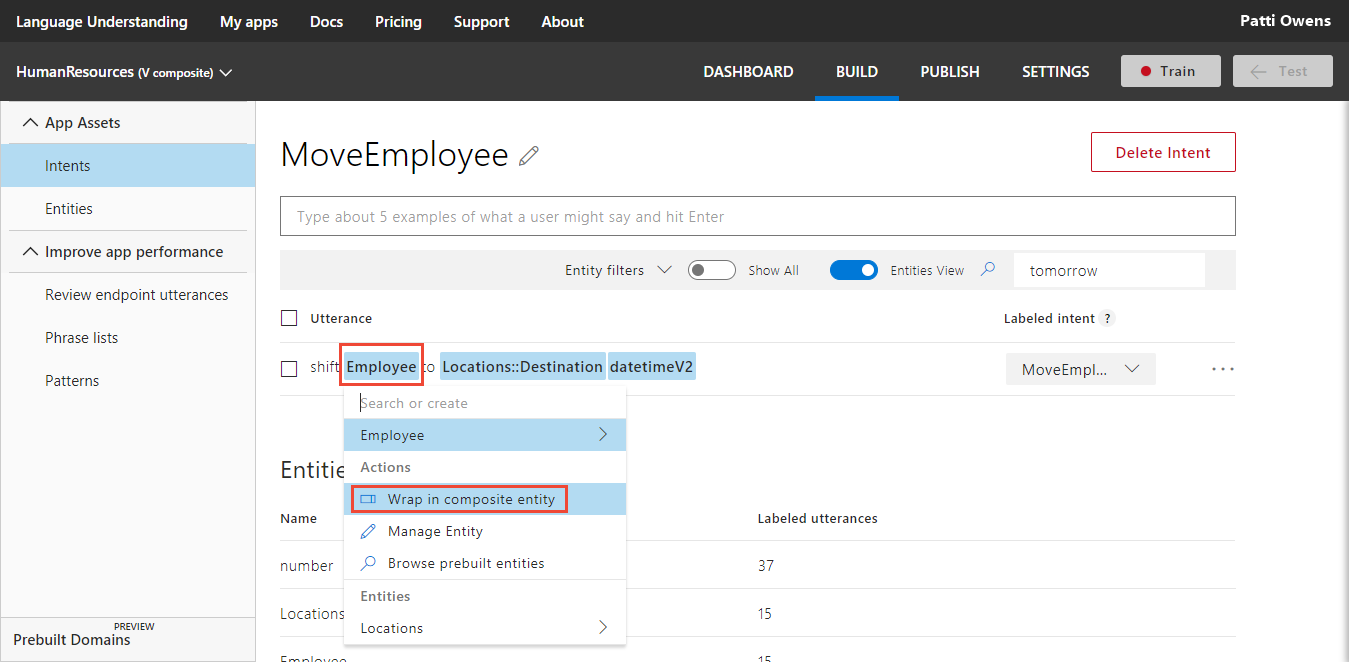 Language Understanding My apps Docs Pricing Support About Patti Owens
HumanResources (V composite) DASHBOARD BUILD PUBLISH SETTINGS Train Test
App Assets
Intents
Entities
Improve app performance
Review endpoint utterances
Phrase lists
Patterns
PREVIEW
Prebuilt Domains
MoveEmployee
Delete Intent
Type about 5 examples of what a user might say and hit Enter
Entity filters Show All Entities View tomorrow
Utterance Labeled intent ?
shift Employee to Locations::Destination datetimeV2 MoveEmpl... ...
Search or create
Employee
Actions
Wrap in composite entity
Manage Entity
Browse prebuilt entities
Entities
Locations
Entitie
Name Labeled utterances
number 37
Locations 15
Employee 15